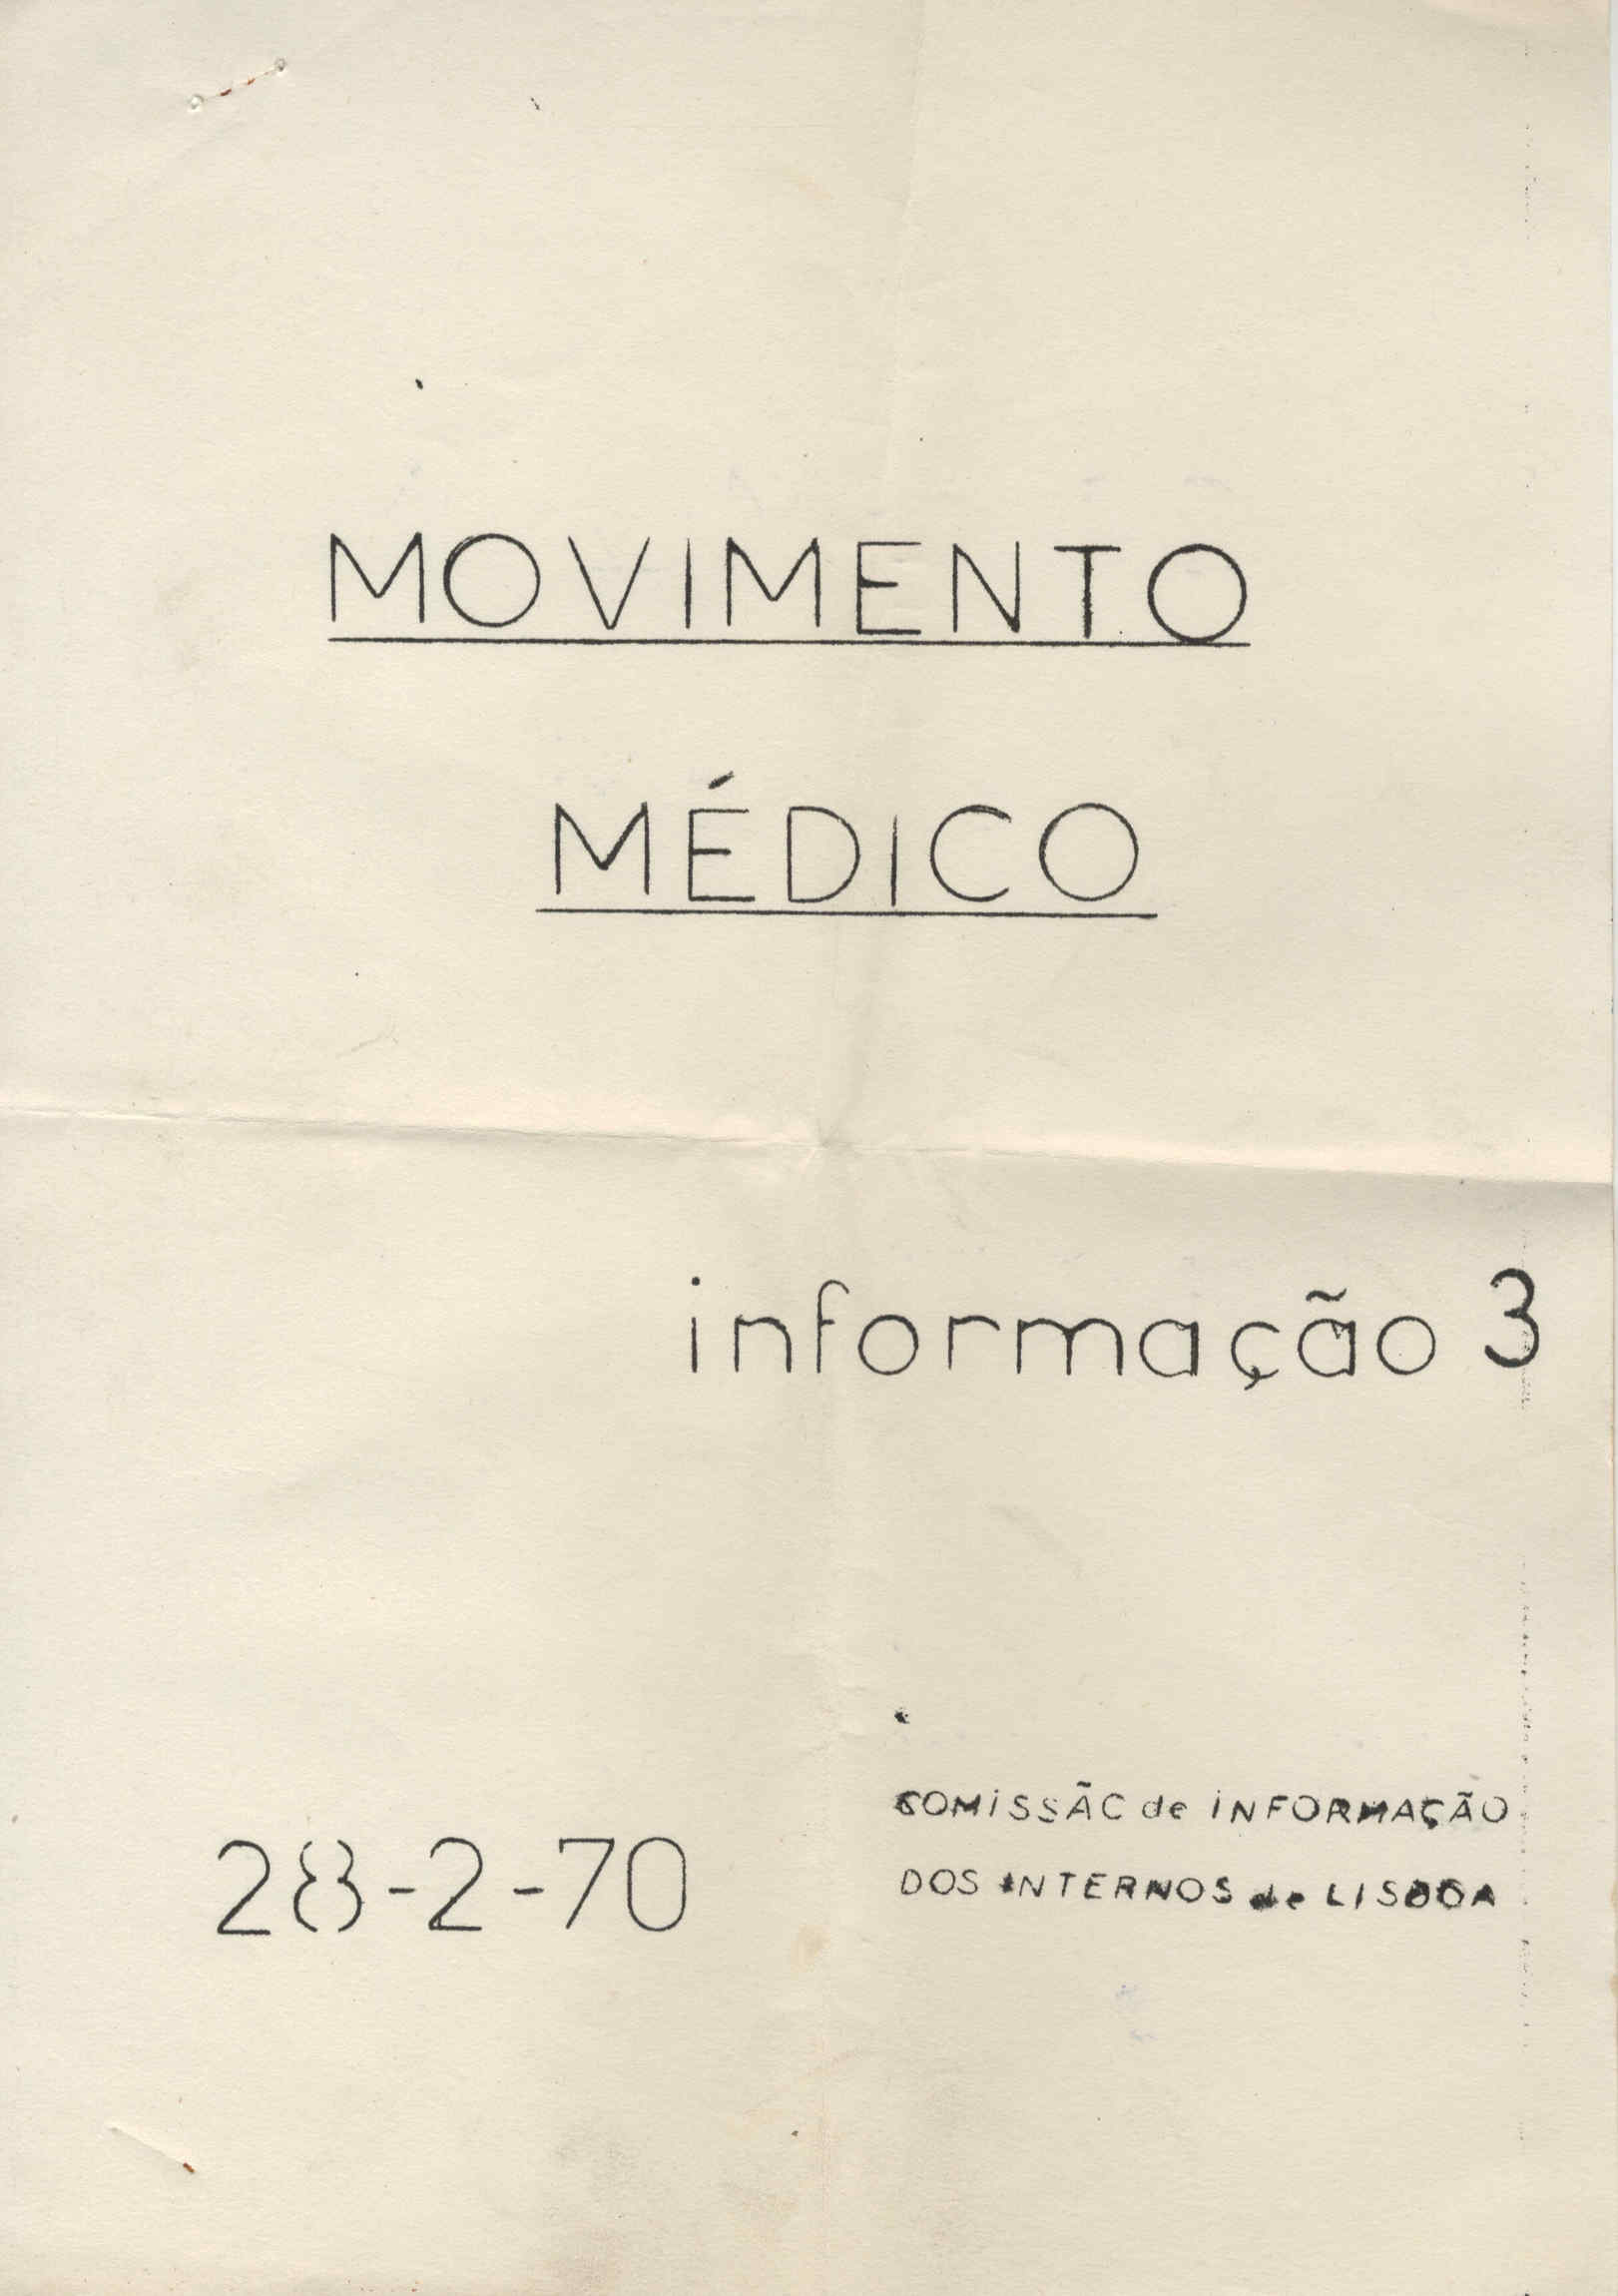 MOVIMENTO
MÉDICO
informação 3
28-2-70
COMISSÃO de INFORMAÇÃO
DOS INTERNOS de LISBOA